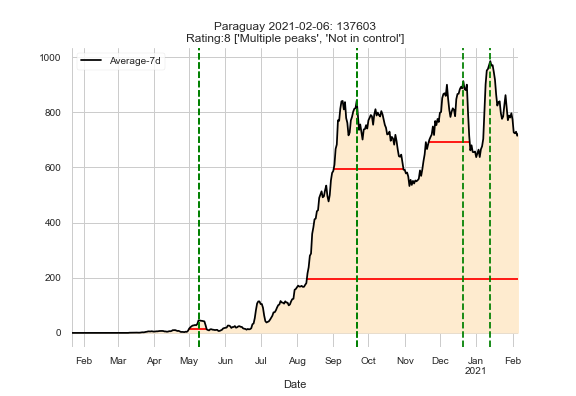 Paraguay 2021-02-06: 137603
Rating:8 ['Multiple peaks', 'Not in control']
Average-7d
1000
800
600
400
200
0
Feb Mar Apr May Jun Jul Aug Sep Oct Nov Dec Jan Feb
2021
Date